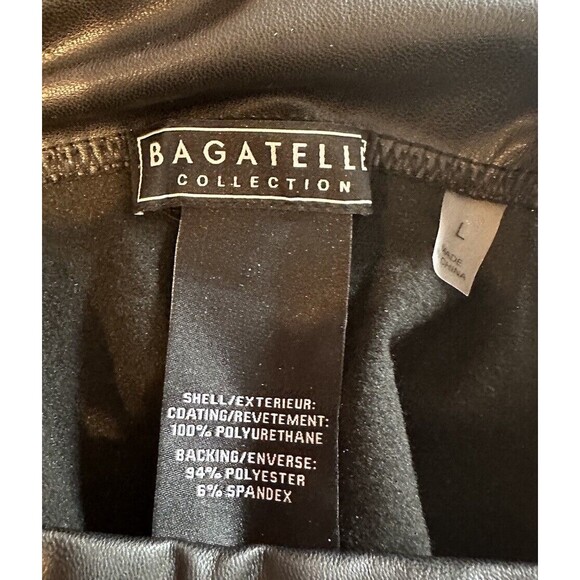 BAGATELLE
COLLECTION
L
MADE
CHINA
SHELL/EXTERIEUR:
COATING/REVETEMENT:
100% POLYURETHANE
BACKING/ENVERSE:
94% POLYESTER
6% SPANDEX